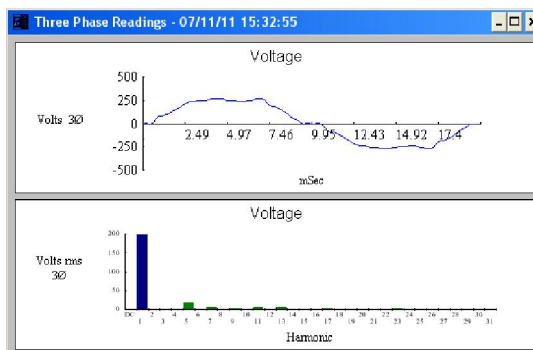 Three Phase Readings - 07/11/11 15:32:55
Voltage
500
250
0
-250
-500
Volts 3Ø
2.49 4.97 7.46 9.95 12.43 14.92 17.4
mSec
Voltage
200
150
100
50
0
Volts rms
3Ø
DC 2 4 6 8 10 12 14 16 18 20 22 24 26 28 30
1 3 5 7 9 11 13 15 17 19 21 23 25 27 29 31
Harmonic